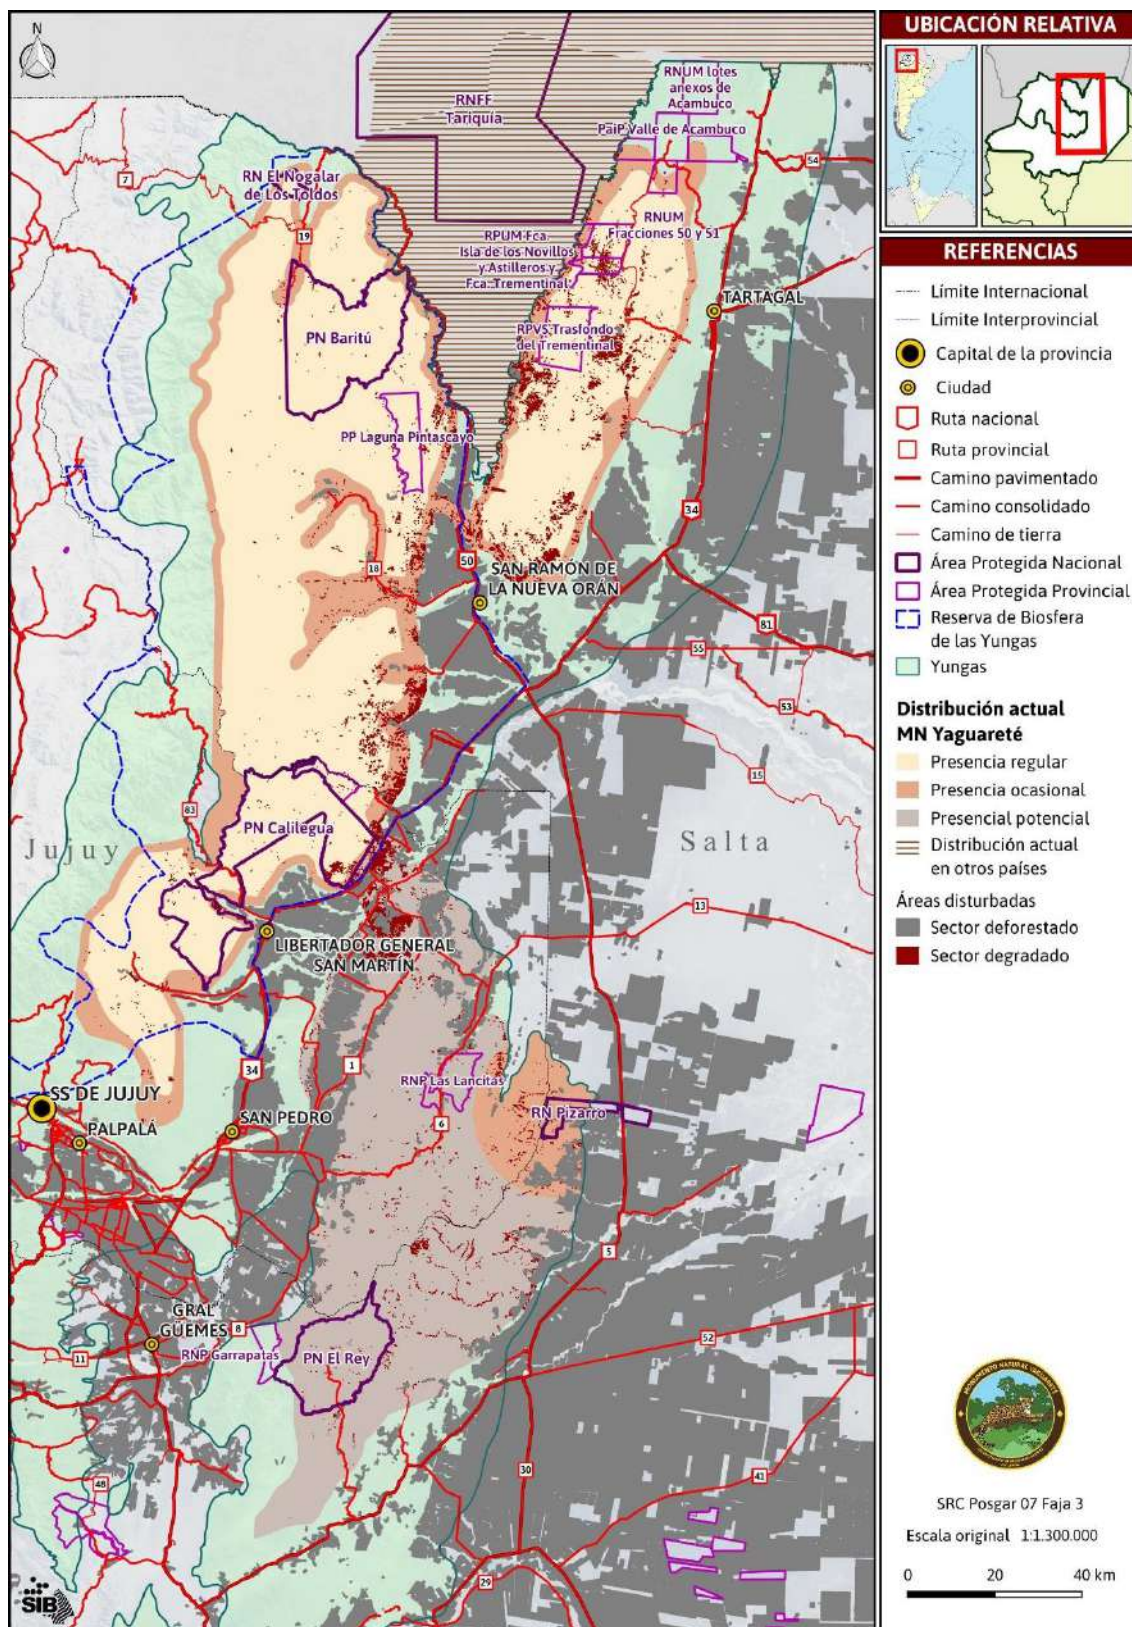 N
RNFF
Tariquía
RNUM lotes
anexos de
Acambuco
PaiP Valle de Acambuco
54
7
RN El Nogalar
de Los Toldos
19
RNUM
Fracciones 50 y 51
RPUM Fca.
Isla de los Novillos
y Astilleros y
Fca. Trementinal
TARTAGAL
PN Baritú
RPVS Trasfondo
del Trementinal
PP Laguna Pintascayo
34
50
18
SAN RAMÓN DE
LA NUEVA ORÁN
81
55
53
15
83
PN Calilegua
Jujuy
Salta
13
LIBERTADOR GENERAL
SAN MARTÍN
34
1
RNP Las Lancitas
SS DE JUJUY
SAN PEDRO
PALPALÁ
6
RN Pizarro
5
GRAL
GÜEMES
8
52
11
RNP Garrapatas
PN El Rey
30
41
48
29
SIB
UBICACIÓN RELATIVA
REFERENCIAS
Límite Internacional
Límite Interprovincial
Capital de la provincia
Ciudad
Ruta nacional
Ruta provincial
Camino pavimentado
Camino consolidado
Camino de tierra
Área Protegida Nacional
Área Protegida Provincial
Reserva de Biosfera
de las Yungas
Yungas
Distribución actual
MN Yaguareté
Presencia regular
Presencia ocasional
Presencial potencial
Distribución actual
en otros países
Áreas disturbadas
Sector deforestado
Sector degradado
MONUMENTO NATURAL YAGUARETÉ
SRC Posgar 07 Faja 3
Escala original 1:1.300.000
0 20 40 km